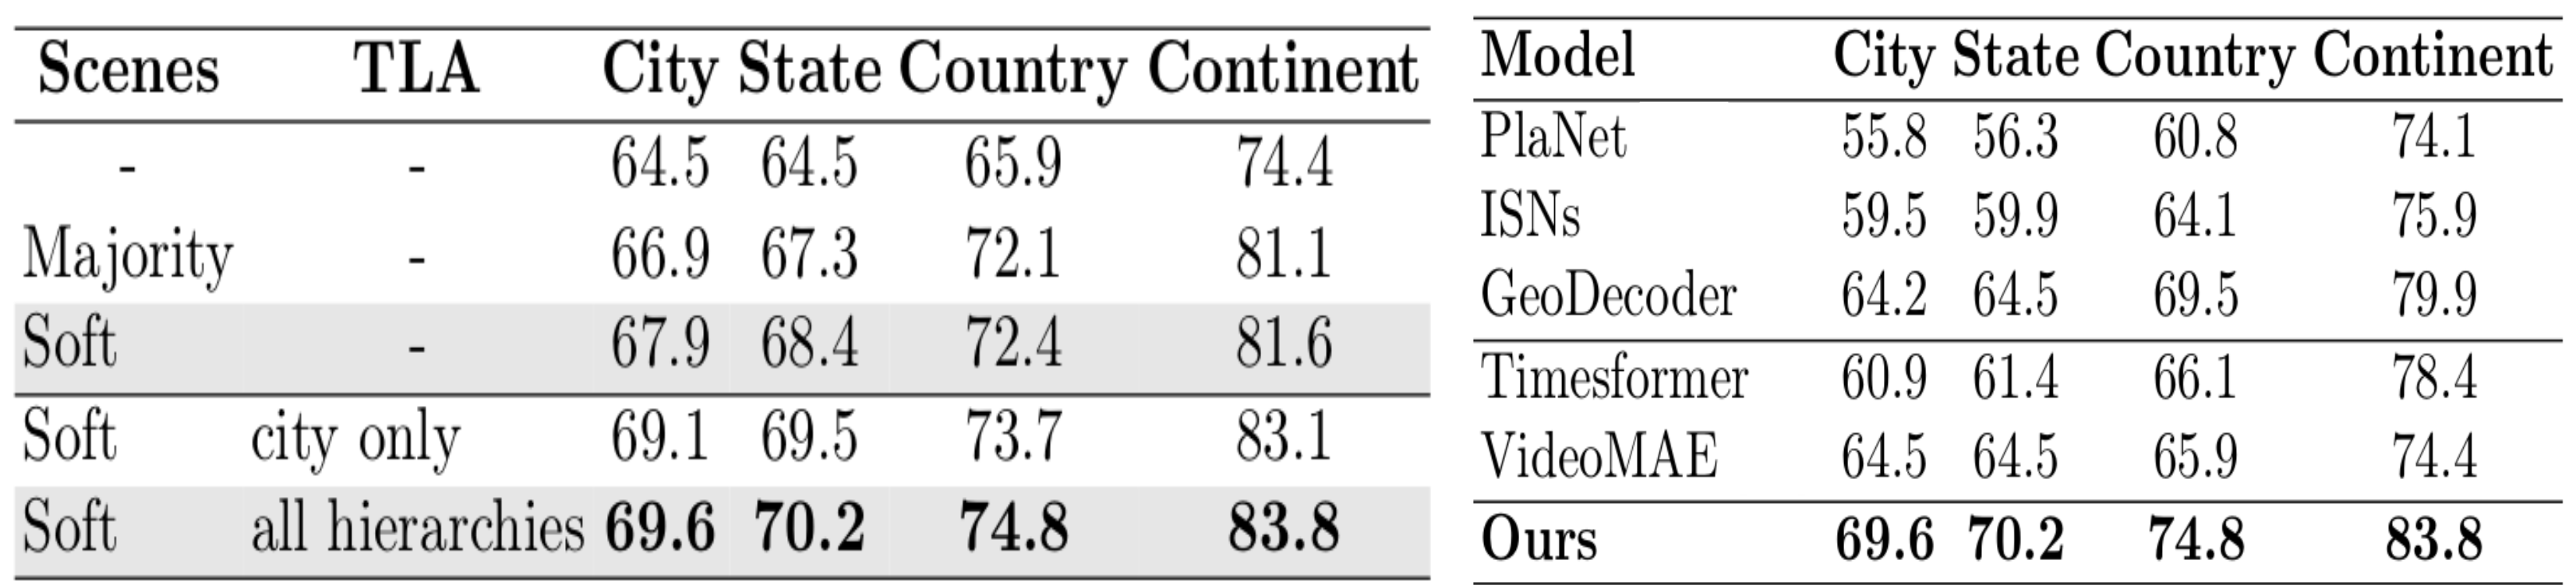 Scenes TLA City State Country Continent
- - 64.5 64.5 65.9 74.4
Majority - 66.9 67.3 72.1 81.1
Soft - 67.9 68.4 72.4 81.6
Soft city only 69.1 69.5 73.7 83.1
Soft all hierarchies 69.6 70.2 74.8 83.8
Model City State Country Continent
PlaNet 55.8 56.3 60.8 74.1
ISNs 59.5 59.9 64.1 75.9
GeoDecoder 64.2 64.5 69.5 79.9
Timesformer 60.9 61.4 66.1 78.4
VideoMAE 64.5 64.5 65.9 74.4
Ours 69.6 70.2 74.8 83.8